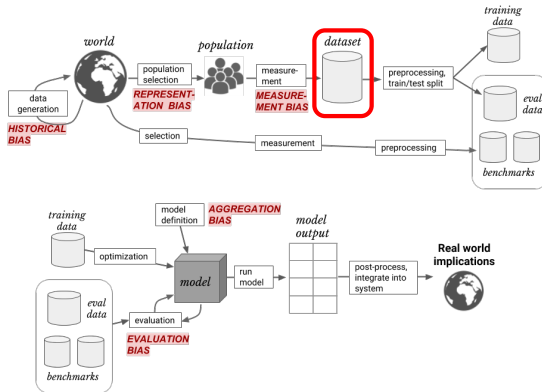 world
population
dataset
training
data
population
selection
measure-
ment
preprocessing,
train/test split
REPRESENT-
ATION BIAS
MEASURE-
MENT BIAS
data
generation
HISTORICAL
BIAS
eval
data
selection
measurement
preprocessing
benchmarks
training
data
model
definition
AGGREGATION
BIAS
model
output
optimization
Real world
implications
model
run
model
post-process,
integrate into
system
eval
data
evaluation
EVALUATION
BIAS
benchmarks